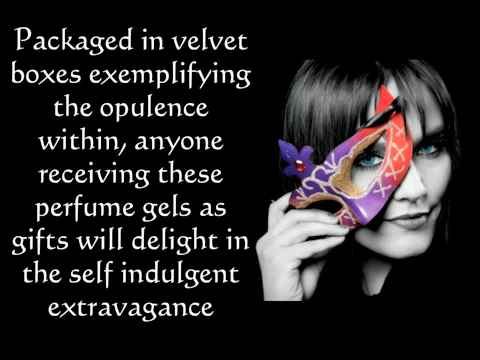 Packaged in velvet
boxes exemplifying
the opulence
within, anyone
receiving these
perfume gels as
gifts will delight in
the self indulgent
extravagance